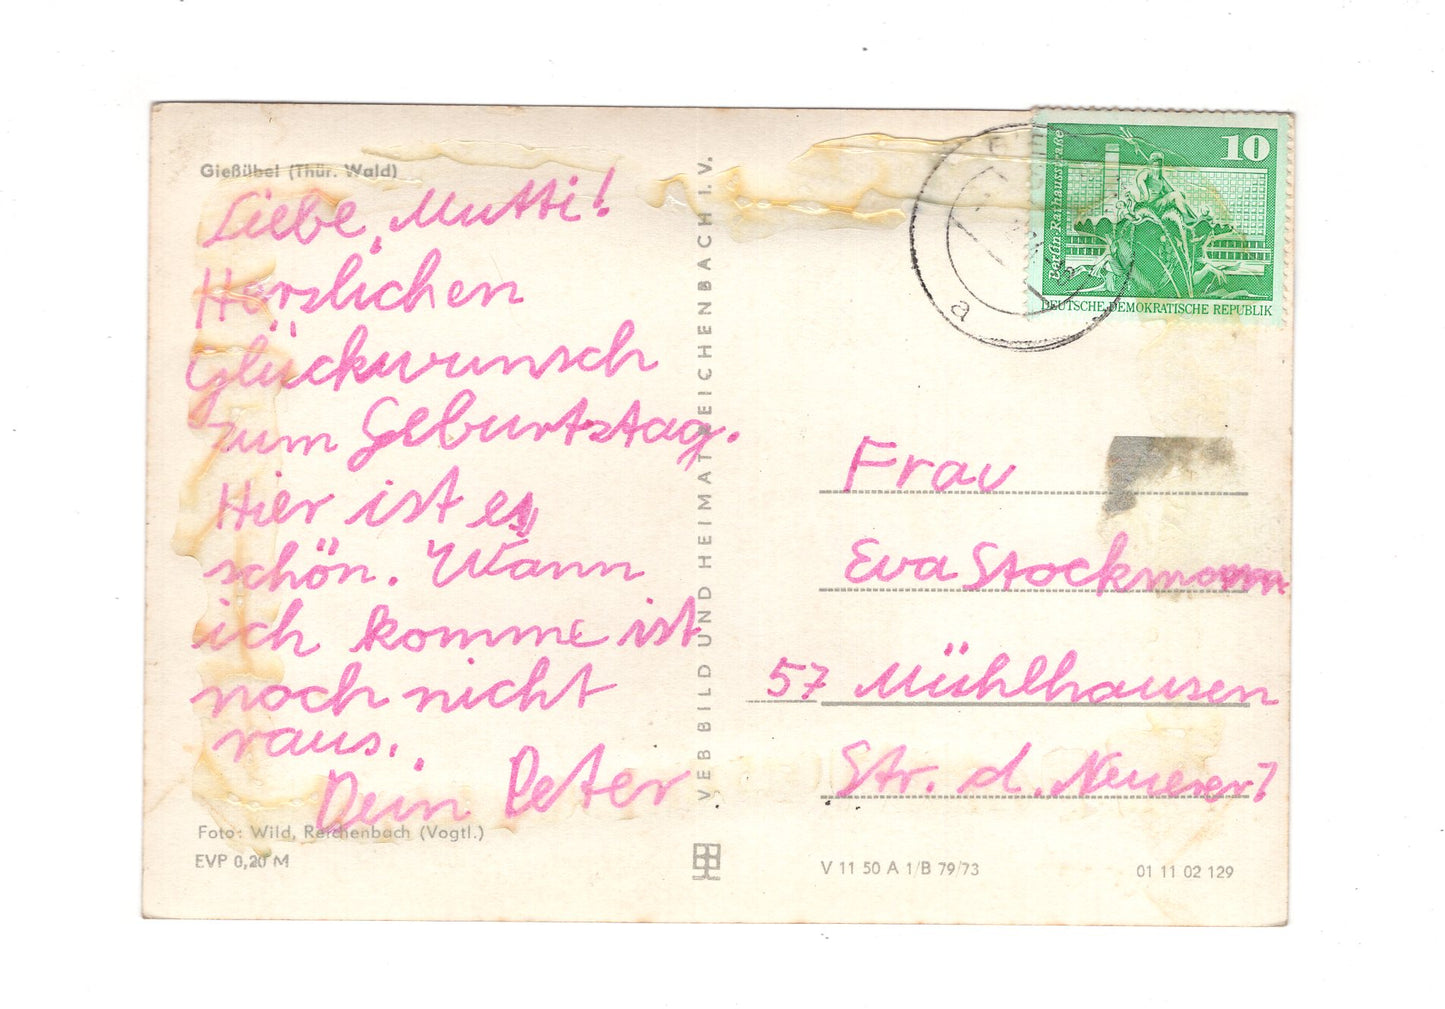 Gießübel (Thür. Wald)
Liebe Mutti!
Herzlichen
Glückwunsch
zum Geburtstag.
Hier ist es
schön. Wann
ich komme ist
noch nicht
raus.
Dein Peter
Foto: Wild, Reichenbach (Vogtl.)
EVP 0,20 M
VEB BILD UND HEIMAT REICHENBACH I. V.
10
Berlin-Rathausstraße
DEUTSCHE DEMOKRATISCHE REPUBLIK
a
Frau
Eva Stockmann
57 Mühlhausen
Str. d. Neuerer 7
V 11 50 A 1/B 79/73
01 11 02 129